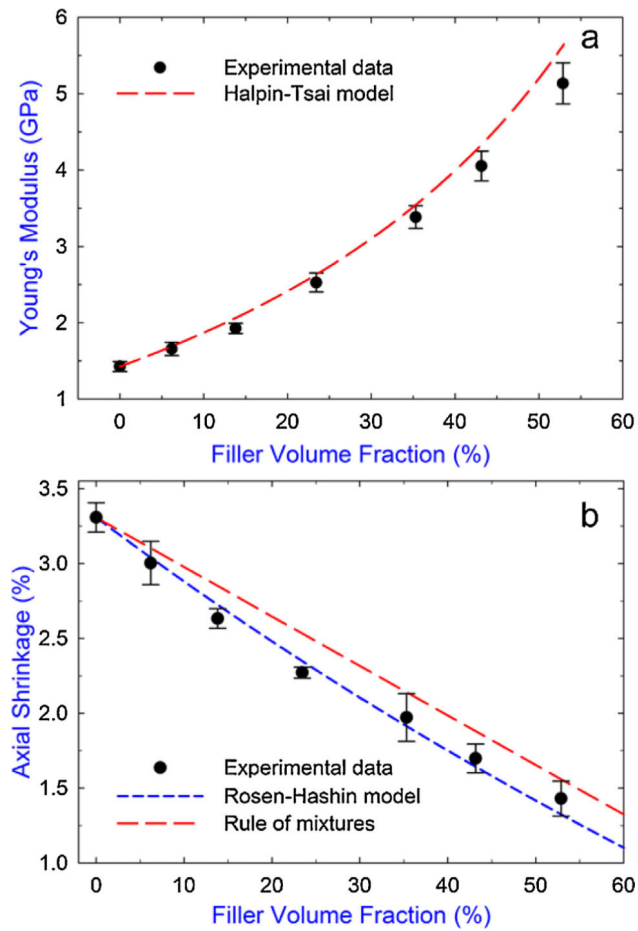 a
6
5
4
3
2
1
Young's Modulus (GPa)
Experimental data
Halpin-Tsai model
0 10 20 30 40 50 60
Filler Volume Fraction (%)
b
3.5
3.0
2.5
2.0
1.5
1.0
Axial Shrinkage (%)
Experimental data
Rosen-Hashin model
Rule of mixtures
0 10 20 30 40 50 60
Filler Volume Fraction (%)